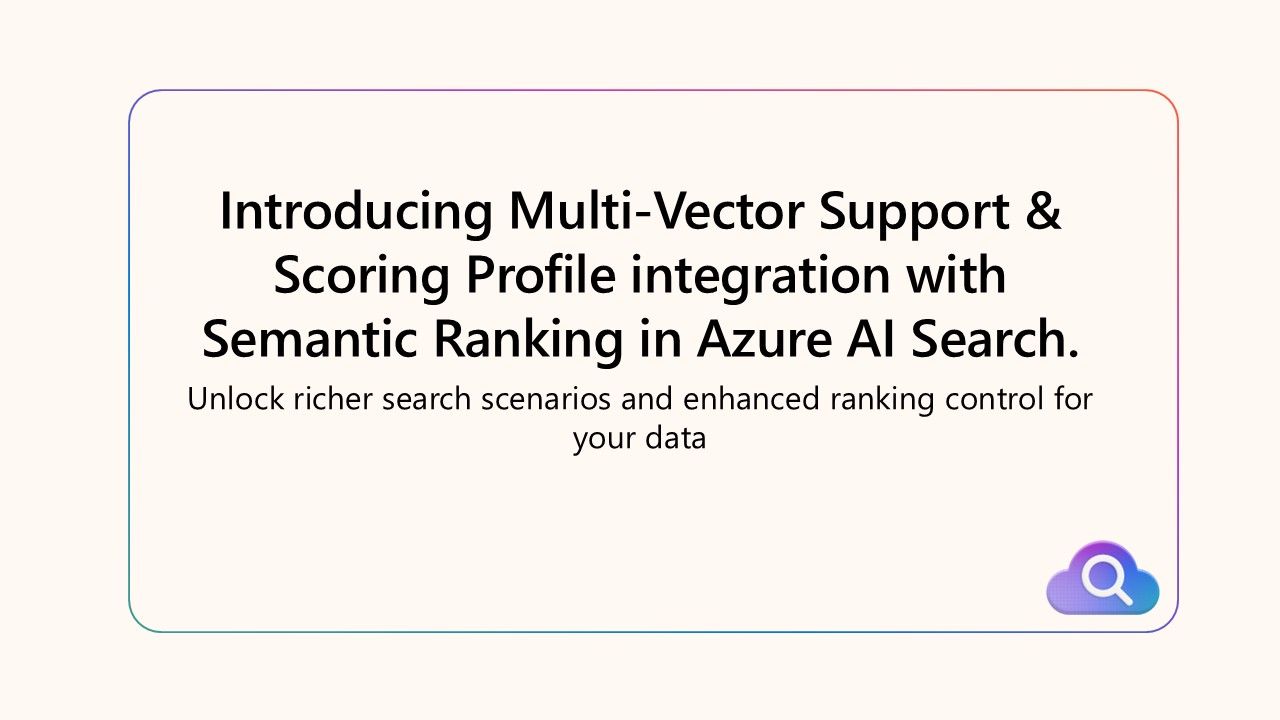 Introducing Multi-Vector Support &
Scoring Profile integration with
Semantic Ranking in Azure AI Search.
Unlock richer search scenarios and enhanced ranking control for
your data